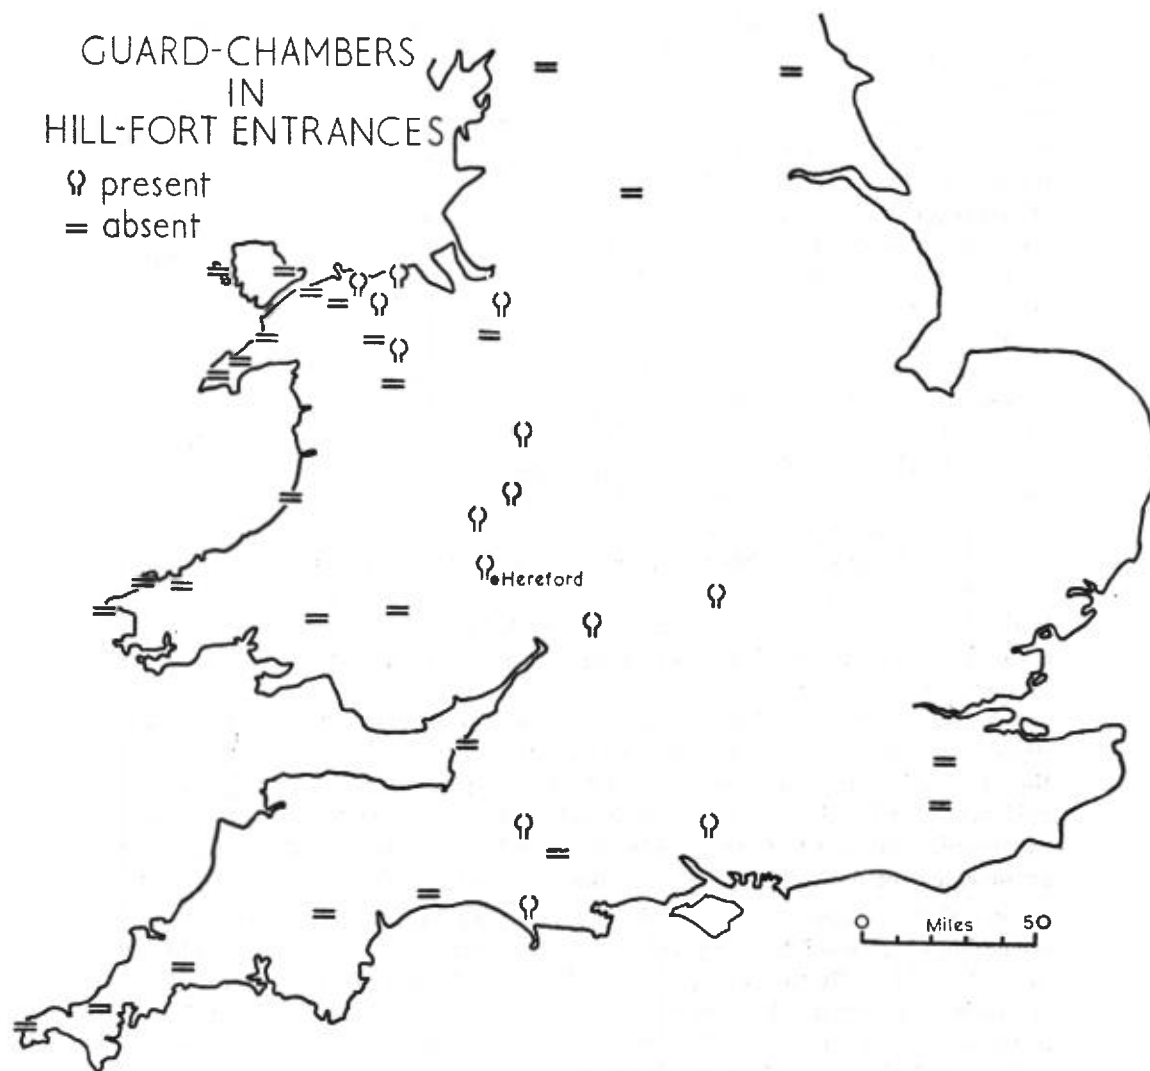 GUARD-CHAMBERS
IN
HILL-FORT ENTRANCES
present
= absent
Hereford
0 Miles 50